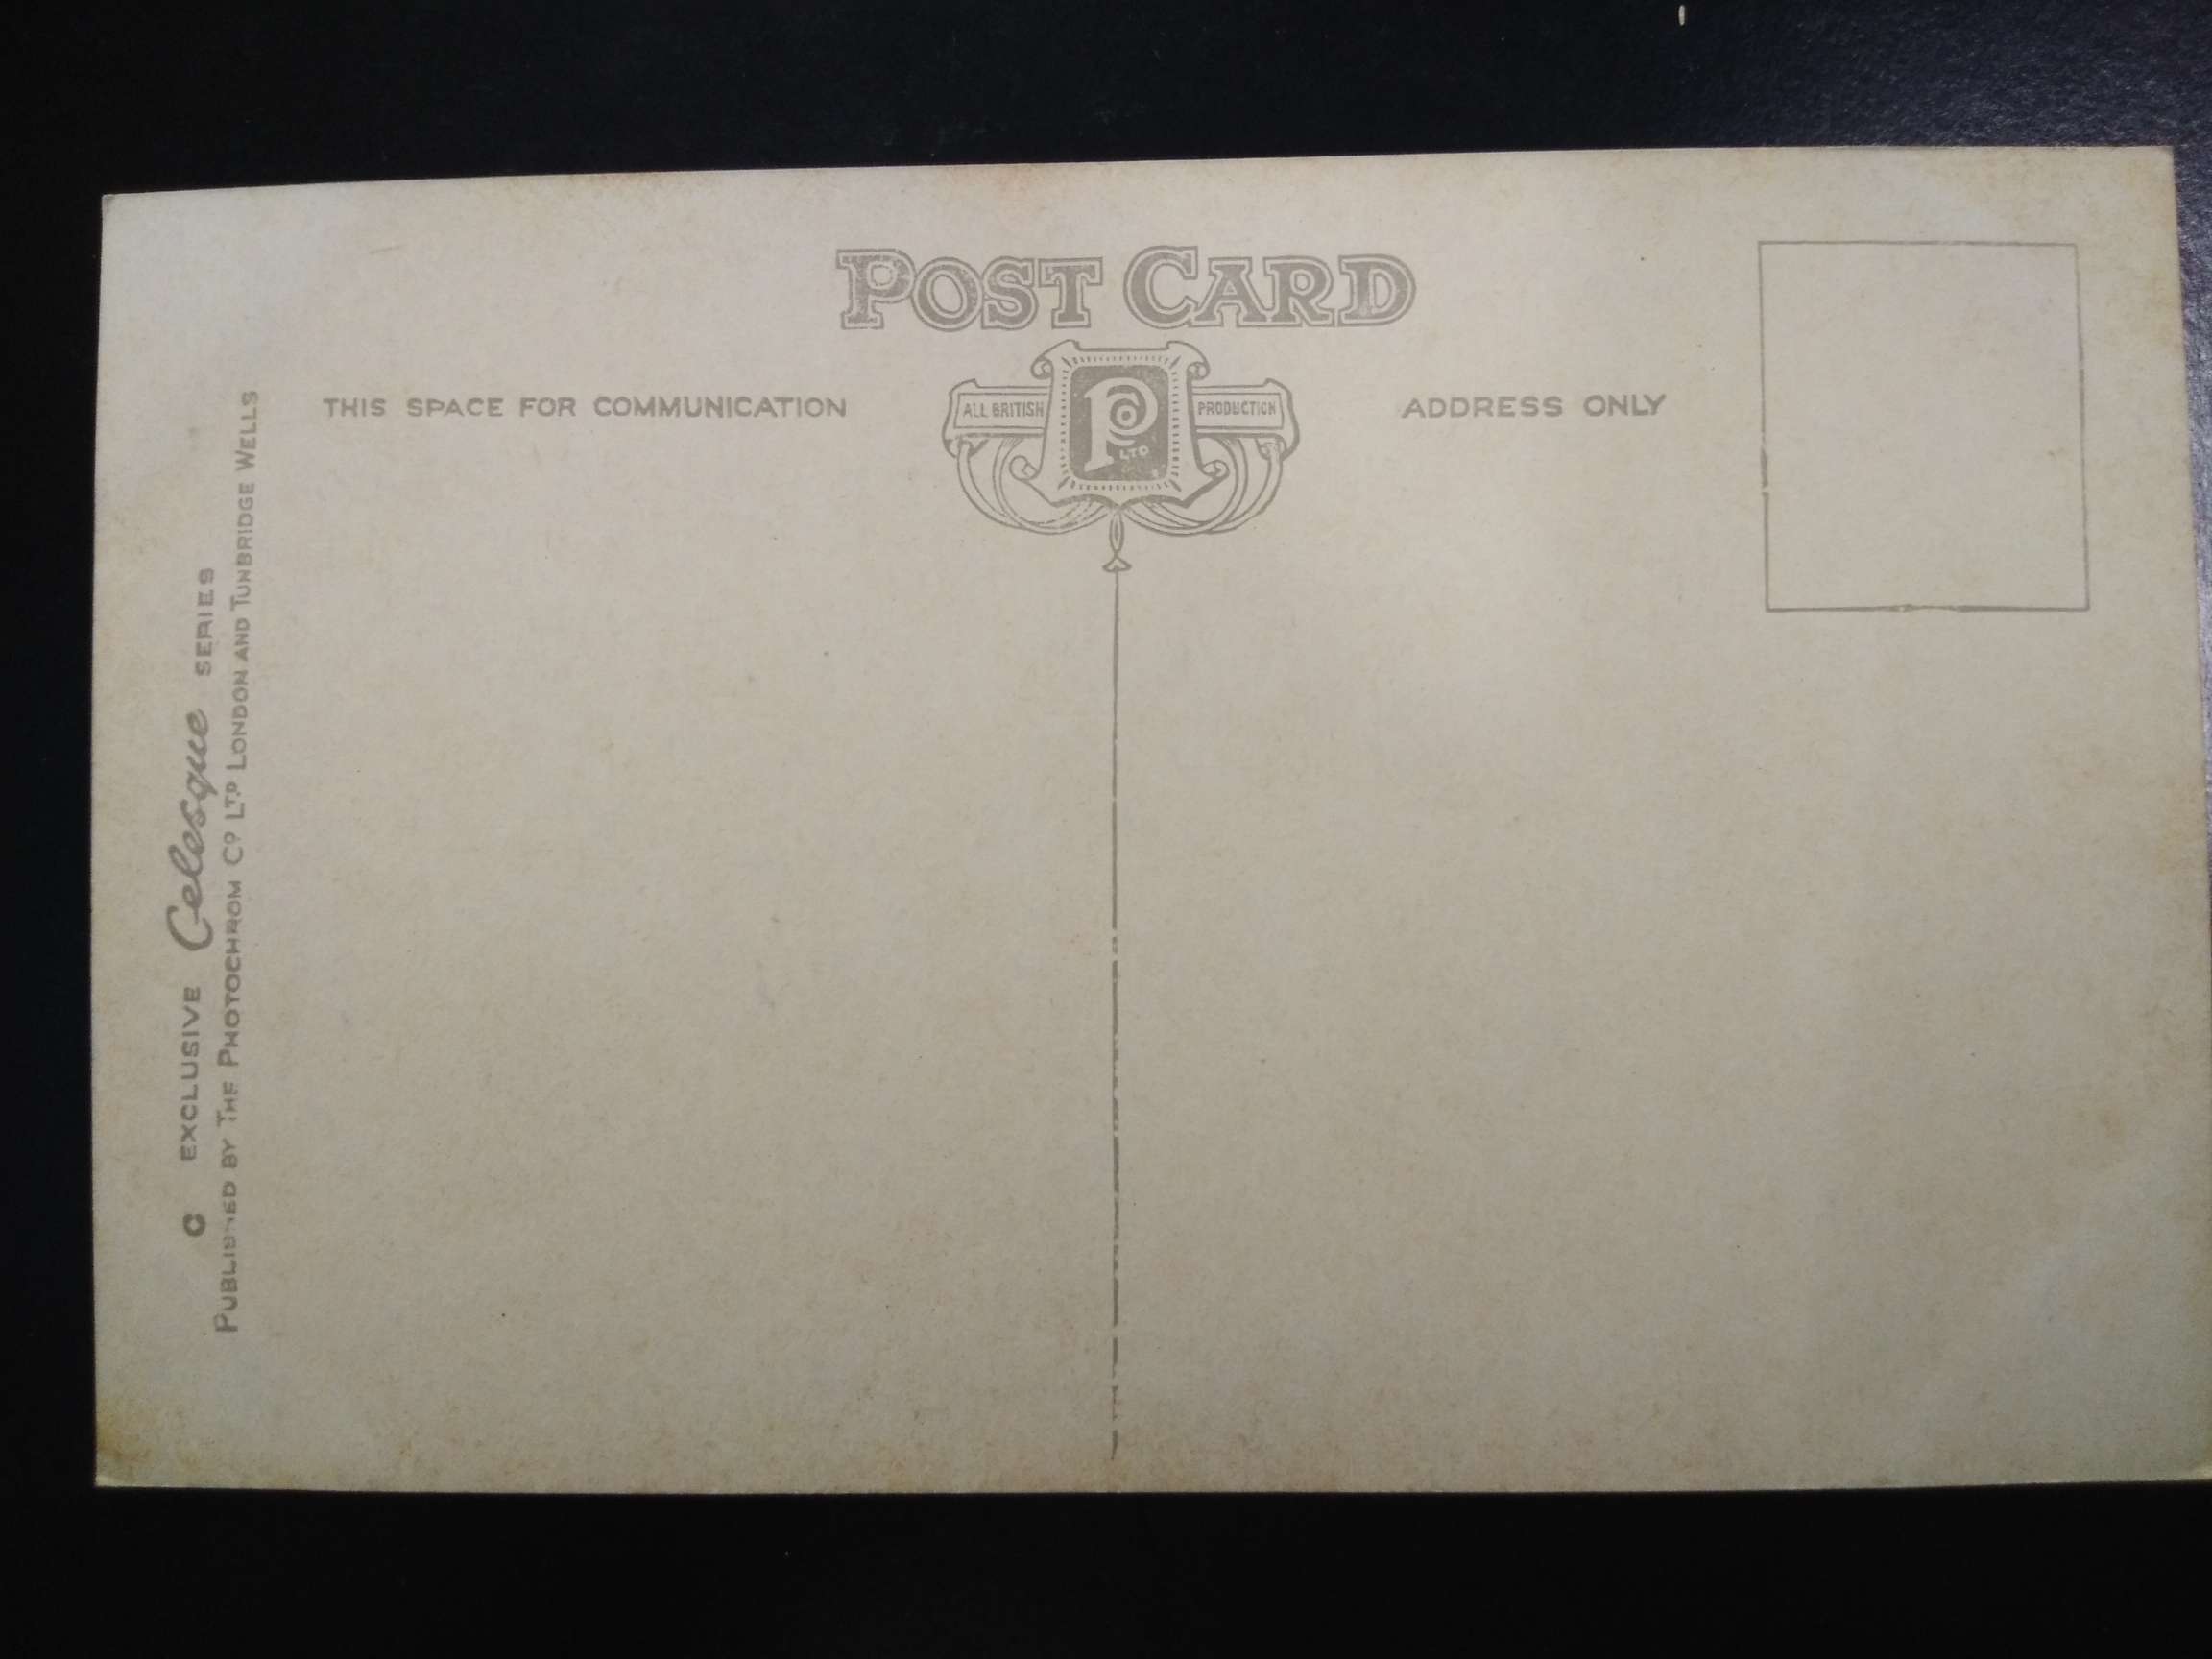 POST CARD
THIS SPACE FOR COMMUNICATION
ALL BRITISH
PCo
LTD
PRODUCTION
ADDRESS ONLY
C EXCLUSIVE Celesque SERIES
PUBLISHED BY THE PHOTOCHROM CO LTD LONDON AND TUNBRIDGE WELLS